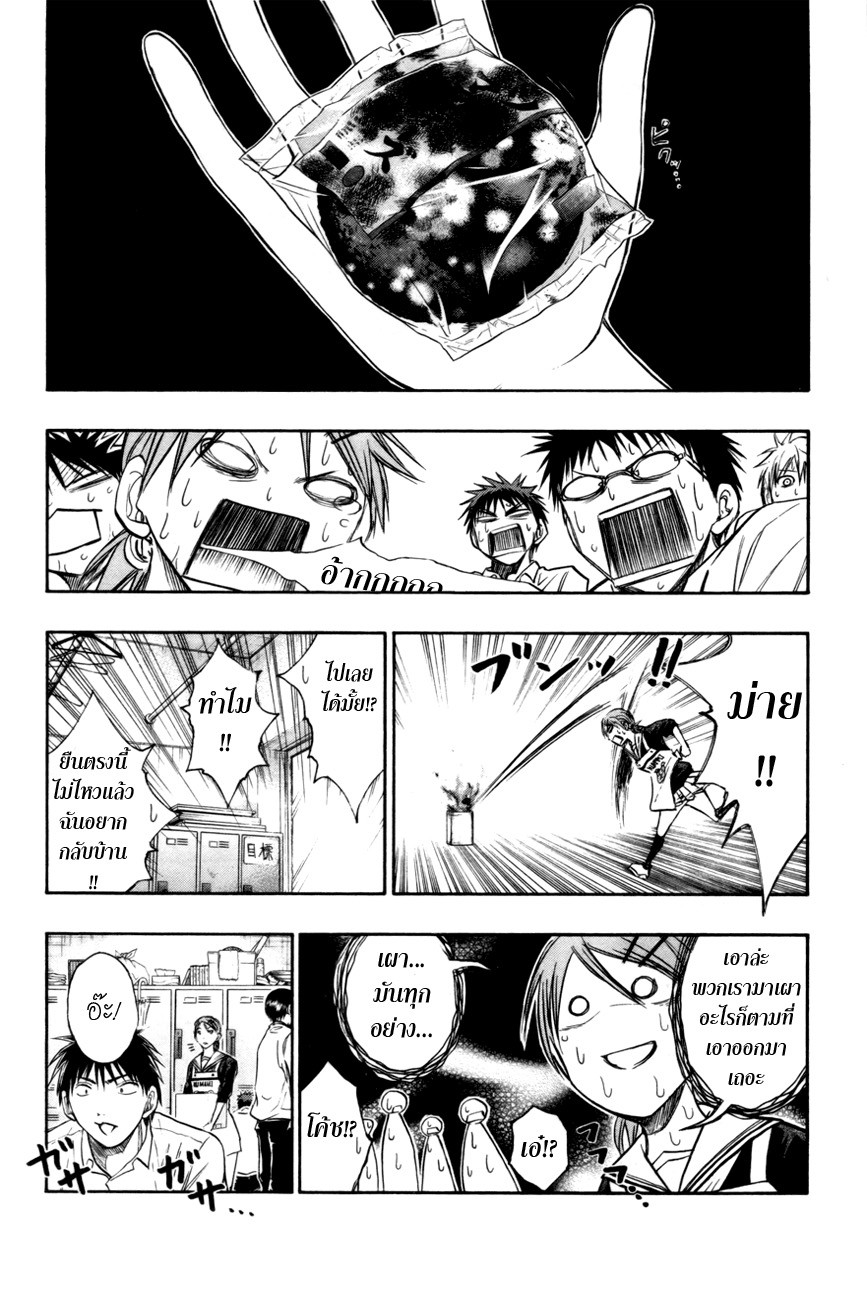 ピクッ...
ズ
อ้ากกกกกก
ブンッ
!!
ม่าย
!!
ไปเลย
ได้มั้ย!?
ทำไม
!!
ยืนตรงนี้
ไม่ไหวแล้ว
ฉันอยาก
กลับบ้าน
!!
目標
เอาล่ะ
พวกเรามาเผา
อะไรก็ตามที่
เอาออกมา
เถอะ
เผา...
มันทุก
อย่าง...
เอ๋!?
โค้ช!?
อ๊ะ!
ガサ
ガサ
...